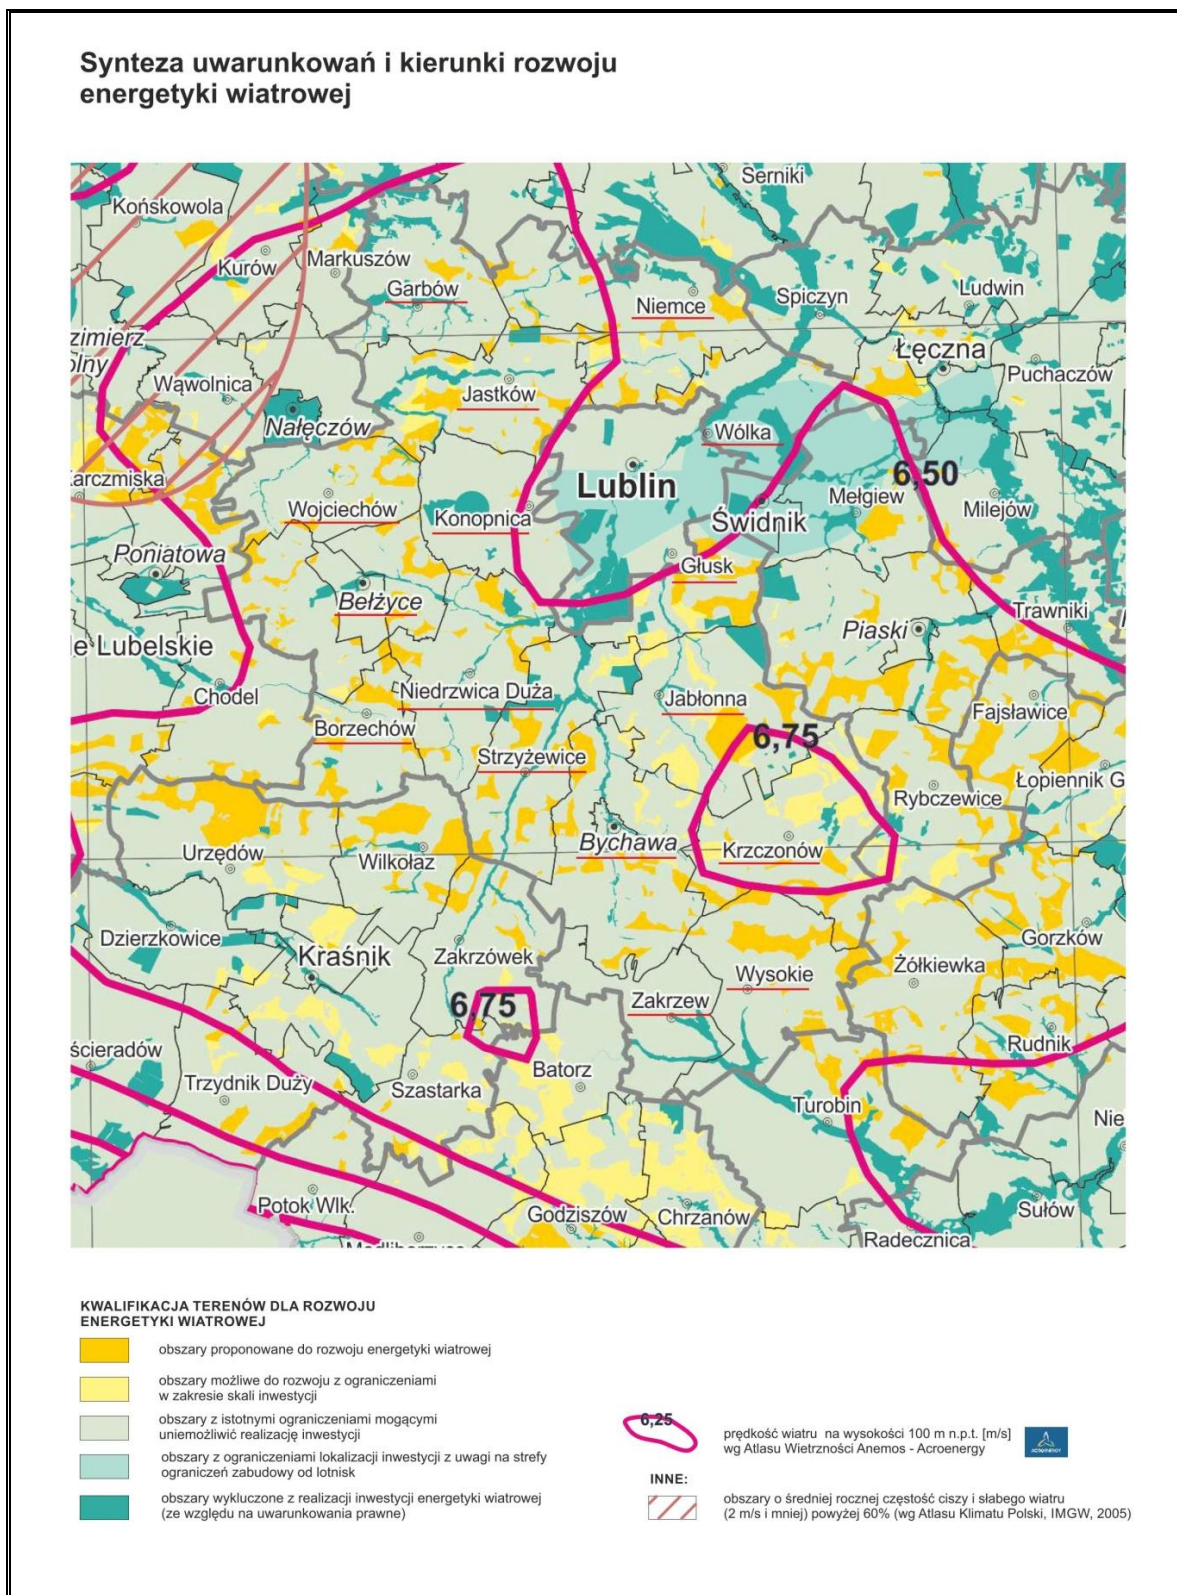 Synteza uwarunkowań i kierunki rozwoju
energetyki wiatrowej
Serniki
Końskowola
Kurów
Markuszów
Garbów
Niemce
Spiczyn
Ludwin
zimierz
olny
Wąwolnica
Łęczna
Puchaczów
Jastków
Nałęczów
Wólka
Karczmiska
Lublin
6,50
Wojciechów
Konopnica
Świdnik
Mełgiew
Milejów
Poniatowa
Głusk
Bełżyce
Trawniki
Piaski
le Lubelskie
Chodel
Niedrzwica Duża
Jabłonna
Fajsławice
Borzechów
6,75
Strzyżewice
Łopiennik G
Rybczewice
Bychawa
Krzczonów
Urzędów
Wilkołaz
Dzierzkowice
Gorzków
Kraśnik
Zakrzówek
Wysokie
Żółkiewka
6,75
Zakrzew
ścieradów
Rudnik
Trzydnik Duży
Szastarka
Batorz
Turobin
Nie
Potok Wlk.
Godziszów
Chrzanów
Sułów
Radecznica
KWALIFIKACJA TERENÓW DLA ROZWOJU
ENERGETYKI WIATROWEJ
obszary proponowane do rozwoju energetyki wiatrowej
obszary możliwe do rozwoju z ograniczeniami
w zakresie skali inwestycji
obszary z istotnymi ograniczeniami mogącymi
uniemożliwić realizację inwestycji
obszary z ograniczeniami lokalizacji inwestycji z uwagi na strefy
ograniczeń zabudowy od lotnisk
obszary wykluczone z realizacji inwestycji energetyki wiatrowej
(ze względu na uwarunkowania prawne)
6,25
prędkość wiatru na wysokości 100 m n.p.t. [m/s]
wg Atlasu Wietrzności Anemos - Acroenergy
ACROENERGY
INNE:
obszary o średniej rocznej częstość ciszy i słabego wiatru
(2 m/s i mniej) powyżej 60% (wg Atlasu Klimatu Polski, IMGW, 2005)